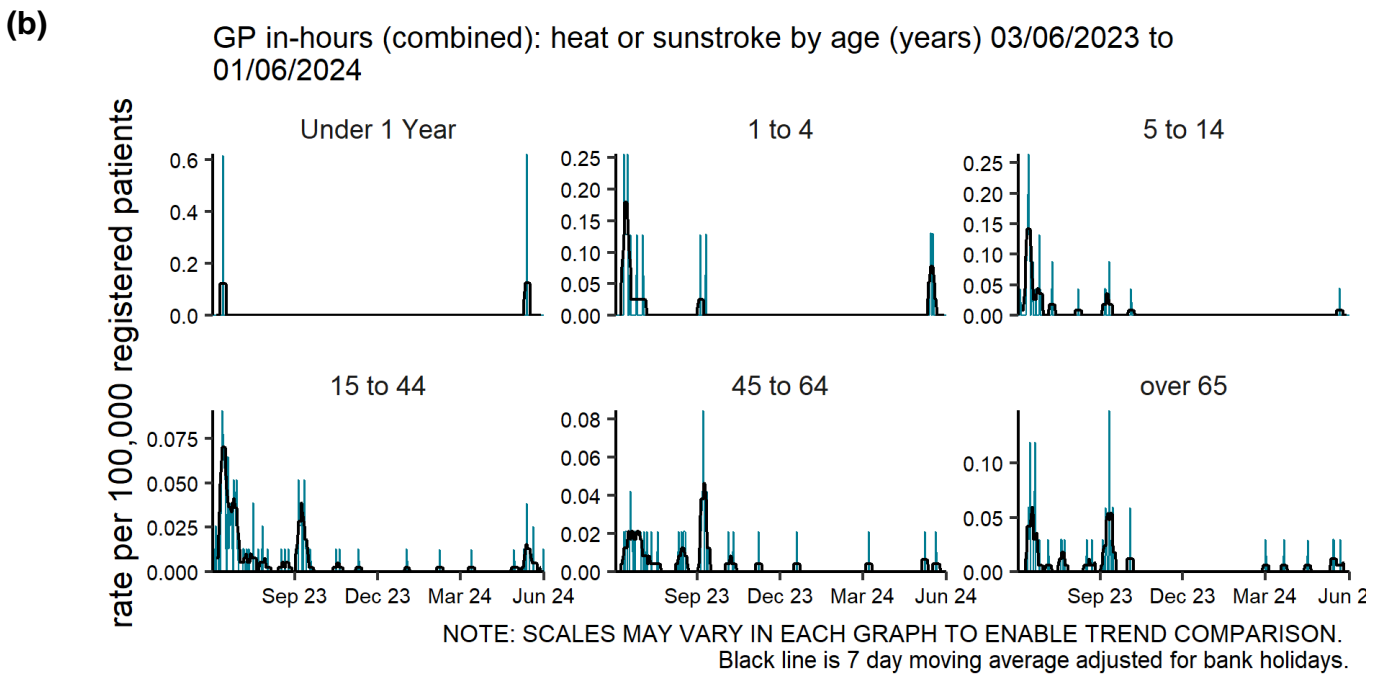 (b)
GP in-hours (combined): heat or sunstroke by age (years) 03/06/2023 to
01/06/2024
rate per 100,000 registered patients
Under 1 Year
0.6
0.4
0.2
0.0
1 to 4
0.25
0.20
0.15
0.10
0.05
0.00
5 to 14
0.25
0.20
0.15
0.10
0.05
0.00
15 to 44
0.075
0.050
0.025
0.000
Sep 23 Dec 23 Mar 24 Jun 24
45 to 64
0.08
0.06
0.04
0.02
0.00
Sep 23 Dec 23 Mar 24 Jun 24
over 65
0.10
0.05
0.00
Sep 23 Dec 23 Mar 24 Jun 2
NOTE: SCALES MAY VARY IN EACH GRAPH TO ENABLE TREND COMPARISON.
Black line is 7 day moving average adjusted for bank holidays.